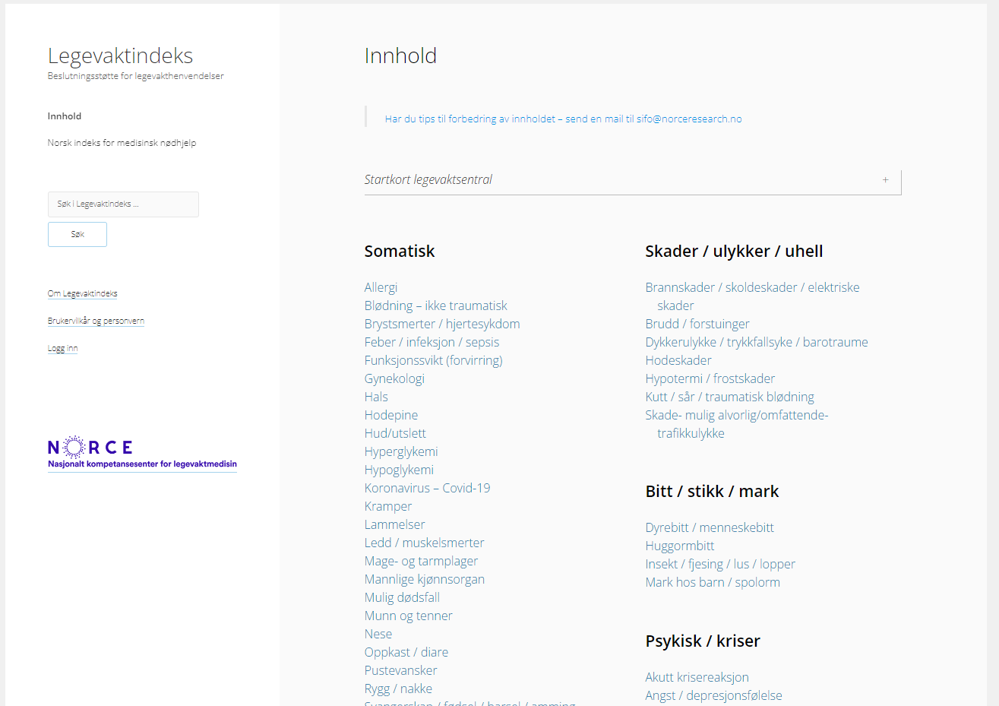 Legevaktindeks
Beslutningsstøtte for legevakthenvendelser
Innhold
Norsk indeks for medisinsk nødhjelp
Søk i Legevaktindeks ...
Søk
Om Legevaktindeks
Brukervilkår og personvern
Logg inn
NORCE
Nasjonalt kompetansesenter for legevaktmedisin
Innhold
Har du tips til forbedring av innholdet – send en mail til sifo@norceresearch.no
Startkort legevaktsentral +
Somatisk
Allergi
Blødning – ikke traumatisk
Brystsmerter / hjertesykdom
Feber / infeksjon / sepsis
Funksjonssvikt (forvirring)
Gynekologi
Hals
Hodepine
Hud/utslett
Hyperglykemi
Hypoglykemi
Koronavirus – Covid-19
Kramper
Lammelser
Ledd / muskelsmerter
Mage- og tarmplager
Mannlige kjønnsorgan
Mulig dødsfall
Munn og tenner
Nese
Oppkast / diare
Pustevansker
Rygg / nakke
Svangerskap / fødsel / barsel / amming
Skader / ulykker / uhell
Brannskader / skoldeskader / elektriske
skader
Brudd / forstuinger
Dykkerulykke / trykkfallsyke / barotraume
Hodeskader
Hypotermi / frostskader
Kutt / sår / traumatisk blødning
Skade- mulig alvorlig/omfattende-
trafikkulykke
Bitt / stikk / mark
Dyrebitt / menneskebitt
Huggormbitt
Insekt / fjesing / lus / lopper
Mark hos barn / spolorm
Psykisk / kriser
Akutt krisereaksjon
Angst / depresjonsfølelse